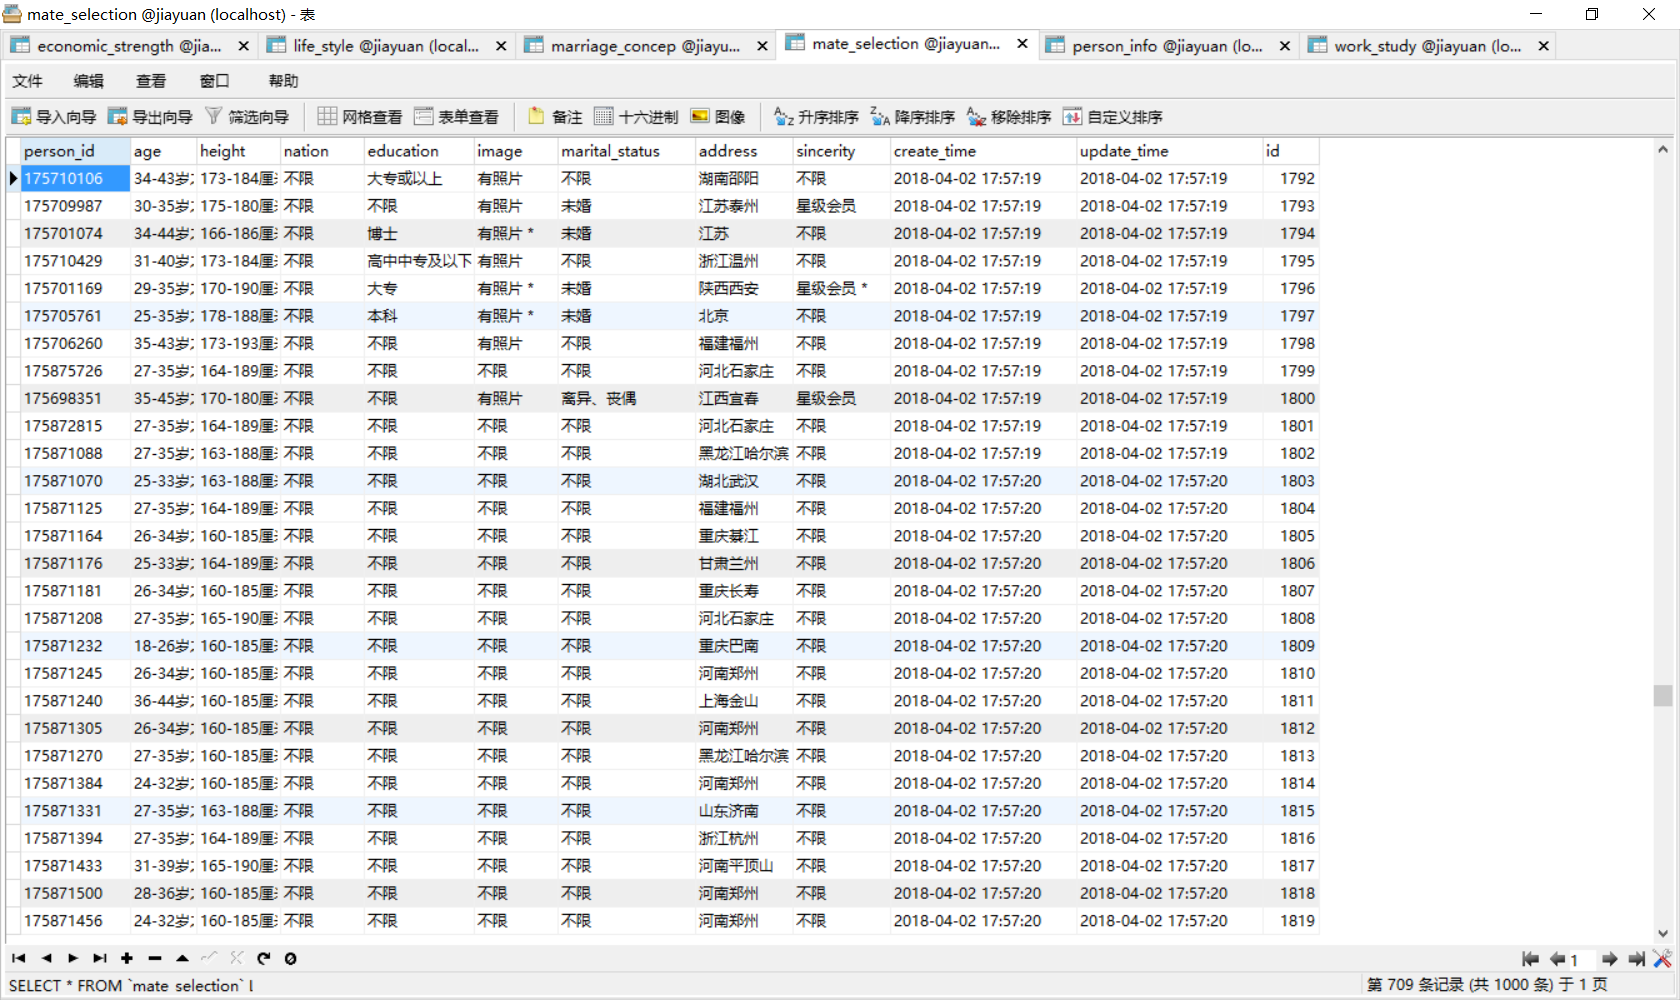 mate_selection @jiayuan (localhost) - 表
economic_strength @jia... life_style @jiayuan (local... marriage_concep @jiayu... mate_selection @jiayuan... person_info @jiayuan (lo... work_study @jiayuan (lo...
文件 编辑 查看 窗口 帮助
导入向导 导出向导 筛选向导 网格查看 表单查看 备注 十六进制 图像 升序排序 降序排序 移除排序 自定义排序
person_id age height nation education image marital_status address sincerity create_time update_time id
175710106 34-43岁 173-184厘 不限 大专或以上 有照片 不限 湖南邵阳 不限 2018-04-02 17:57:19 2018-04-02 17:57:19 1792
175709987 30-35岁 175-180厘 不限 不限 有照片 未婚 江苏泰州 星级会员 2018-04-02 17:57:19 2018-04-02 17:57:19 1793
175701074 34-44岁 166-186厘 不限 博士 有照片 * 未婚 江苏 不限 2018-04-02 17:57:19 2018-04-02 17:57:19 1794
175710429 31-40岁 173-184厘 不限 高中中专及以下 有照片 不限 浙江温州 不限 2018-04-02 17:57:19 2018-04-02 17:57:19 1795
175701169 29-35岁 170-190厘 不限 大专 有照片 * 未婚 陕西西安 星级会员 * 2018-04-02 17:57:19 2018-04-02 17:57:19 1796
175705761 25-35岁 178-188厘 不限 本科 有照片 * 未婚 北京 不限 2018-04-02 17:57:19 2018-04-02 17:57:19 1797
175706260 35-43岁 173-193厘 不限 不限 有照片 不限 福建福州 不限 2018-04-02 17:57:19 2018-04-02 17:57:19 1798
175875726 27-35岁 164-189厘 不限 不限 不限 不限 河北石家庄 不限 2018-04-02 17:57:19 2018-04-02 17:57:19 1799
175698351 35-45岁 170-180厘 不限 不限 有照片 离异、丧偶 江西宜春 星级会员 2018-04-02 17:57:19 2018-04-02 17:57:19 1800
175872815 27-35岁 164-189厘 不限 不限 不限 不限 河北石家庄 不限 2018-04-02 17:57:19 2018-04-02 17:57:19 1801
175871088 27-35岁 163-188厘 不限 不限 不限 不限 黑龙江哈尔滨 不限 2018-04-02 17:57:19 2018-04-02 17:57:19 1802
175871070 25-33岁 163-188厘 不限 不限 不限 不限 湖北武汉 不限 2018-04-02 17:57:20 2018-04-02 17:57:20 1803
175871125 27-35岁 164-189厘 不限 不限 不限 不限 福建福州 不限 2018-04-02 17:57:20 2018-04-02 17:57:20 1804
175871164 26-34岁 160-185厘 不限 不限 不限 不限 重庆綦江 不限 2018-04-02 17:57:20 2018-04-02 17:57:20 1805
175871176 25-33岁 164-189厘 不限 不限 不限 不限 甘肃兰州 不限 2018-04-02 17:57:20 2018-04-02 17:57:20 1806
175871181 26-34岁 160-185厘 不限 不限 不限 不限 重庆长寿 不限 2018-04-02 17:57:20 2018-04-02 17:57:20 1807
175871208 27-35岁 165-190厘 不限 不限 不限 不限 河北石家庄 不限 2018-04-02 17:57:20 2018-04-02 17:57:20 1808
175871232 18-26岁 160-185厘 不限 不限 不限 不限 重庆巴南 不限 2018-04-02 17:57:20 2018-04-02 17:57:20 1809
175871245 26-34岁 160-185厘 不限 不限 不限 不限 河南郑州 不限 2018-04-02 17:57:20 2018-04-02 17:57:20 1810
175871240 36-44岁 160-185厘 不限 不限 不限 不限 上海金山 不限 2018-04-02 17:57:20 2018-04-02 17:57:20 1811
175871305 26-34岁 160-185厘 不限 不限 不限 不限 河南郑州 不限 2018-04-02 17:57:20 2018-04-02 17:57:20 1812
175871270 27-35岁 160-185厘 不限 不限 不限 不限 黑龙江哈尔滨 不限 2018-04-02 17:57:20 2018-04-02 17:57:20 1813
175871384 24-32岁 160-185厘 不限 不限 不限 不限 河南郑州 不限 2018-04-02 17:57:20 2018-04-02 17:57:20 1814
175871331 27-35岁 163-188厘 不限 不限 不限 不限 山东济南 不限 2018-04-02 17:57:20 2018-04-02 17:57:20 1815
175871394 27-35岁 164-189厘 不限 不限 不限 不限 浙江杭州 不限 2018-04-02 17:57:20 2018-04-02 17:57:20 1816
175871433 31-39岁 165-190厘 不限 不限 不限 不限 河南平顶山 不限 2018-04-02 17:57:20 2018-04-02 17:57:20 1817
175871500 28-36岁 160-185厘 不限 不限 不限 不限 河南郑州 不限 2018-04-02 17:57:20 2018-04-02 17:57:20 1818
175871456 24-32岁 160-185厘 不限 不限 不限 不限 河南郑州 不限 2018-04-02 17:57:20 2018-04-02 17:57:20 1819
1
SELECT * FROM `mate_selection` 第 709 条记录 (共 1000 条) 于 1 页